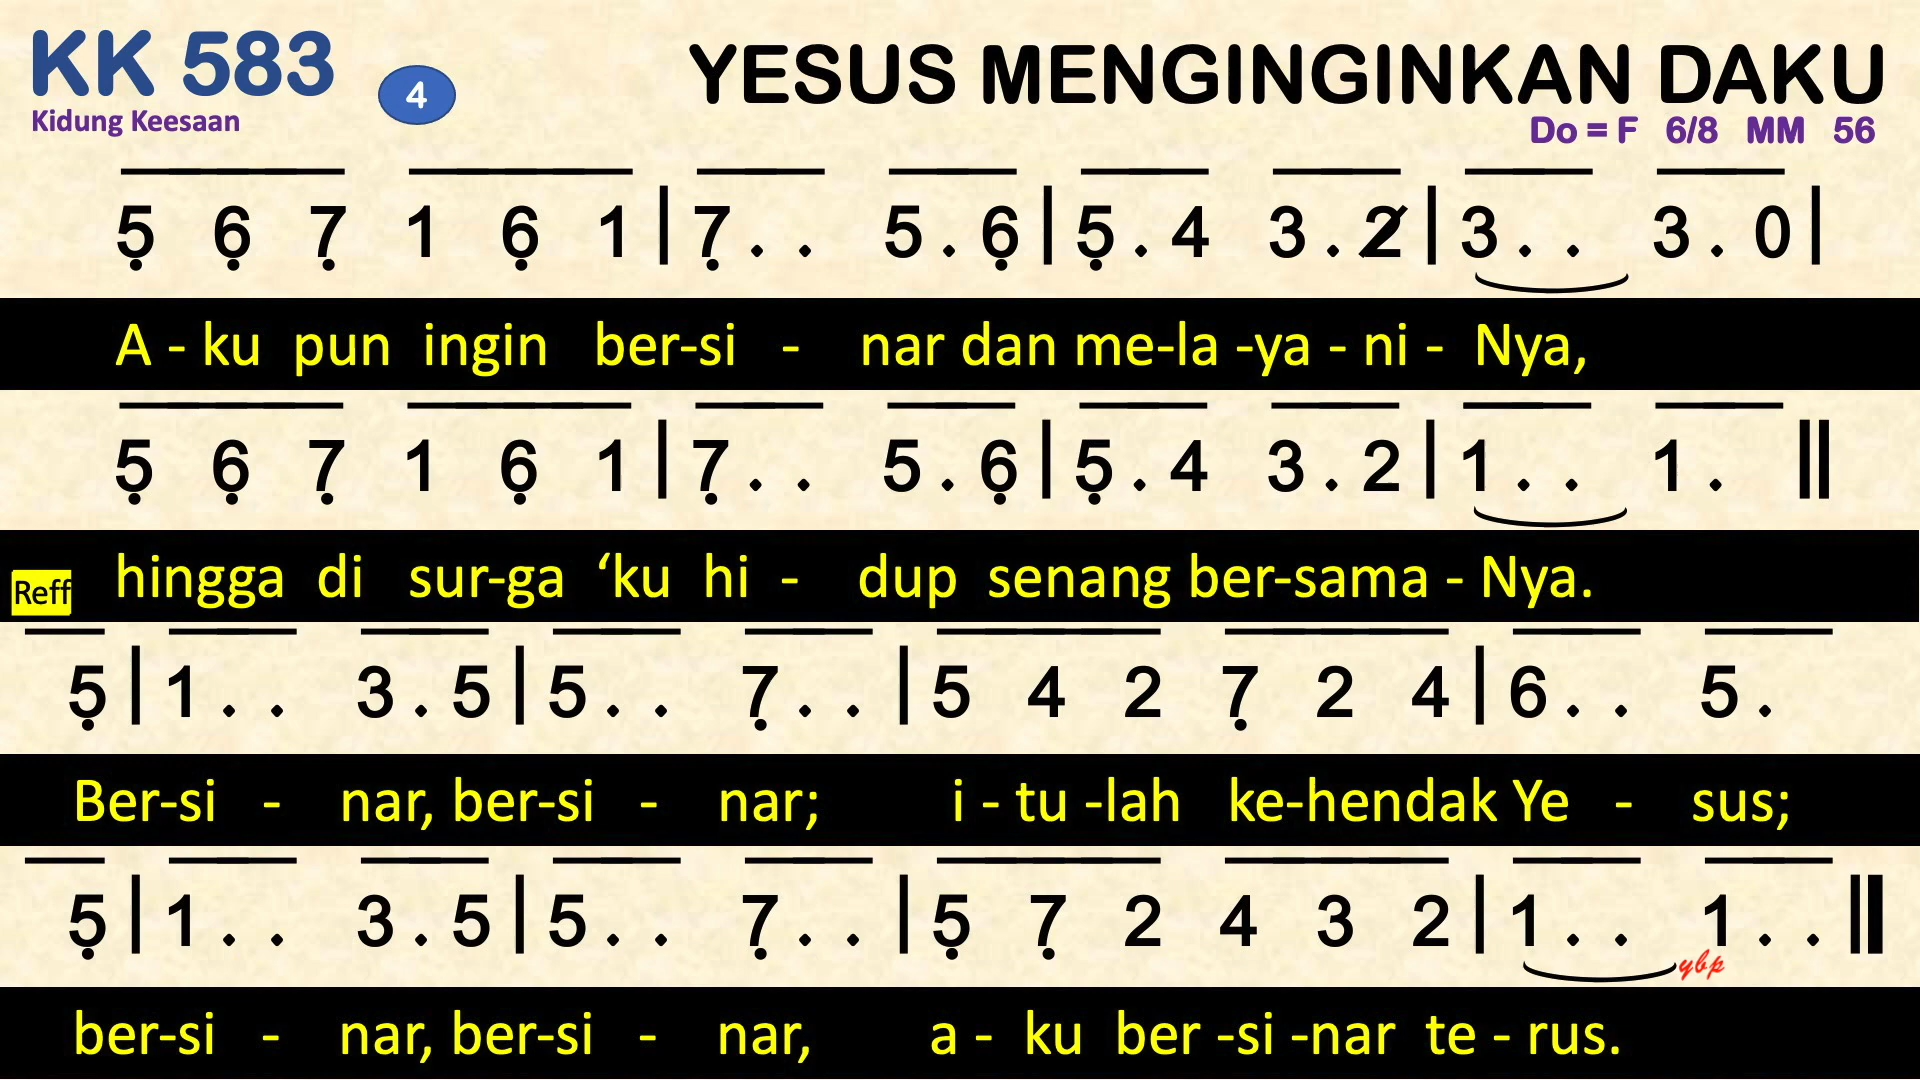 KK 583
Kidung Keesaan
4
YESUS MENGINGINKAN DAKU
Do = F 6/8 MM 56
5̣ 6̣ 7̣ 1 6̣ 1 | 7̣ . . 5 . 6̣ | 5̣ . 4 3 . 2̸ | 3 . . 3 . 0 |
A - ku pun ingin ber-si - nar dan me-la -ya - ni - Nya,
5̣ 6̣ 7̣ 1 6̣ 1 | 7̣ . . 5 . 6̣ | 5̣ . 4 3 . 2 | 1 . . 1 . ||
Reff
hingga di sur-ga ‘ku hi - dup senang ber-sama - Nya.
5̣ | 1 . . 3 . 5 | 5 . . 7̣ . . | 5 4 2 7̣ 2 4 | 6 . . 5 .
Ber-si - nar, ber-si - nar; i - tu -lah ke-hendak Ye - sus;
5̣ | 1 . . 3 . 5 | 5 . . 7̣ . . | 5̣ 7̣ 2 4 3 2 | 1 . . 1 . . ||
ybp
ber-si - nar, ber-si - nar, a - ku ber -si -nar te - rus.